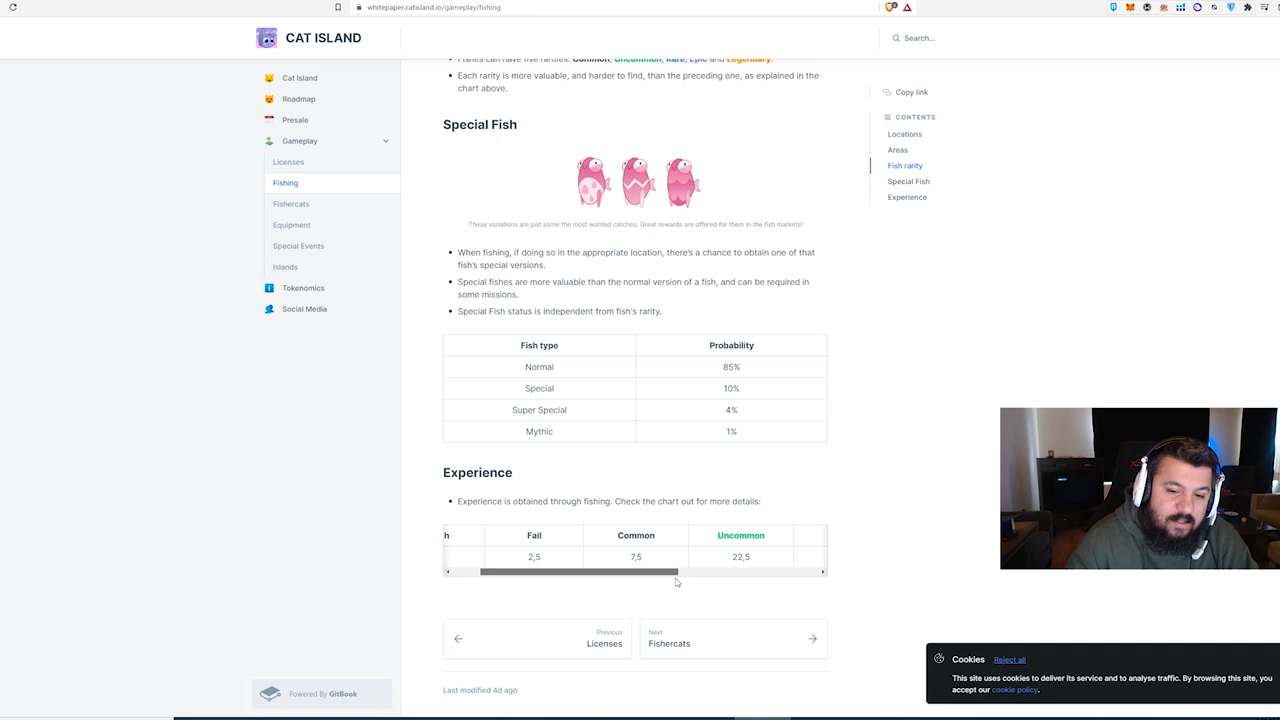 whitepaper.catisland.io/gameplay/fishing
CAT ISLAND
Search...
Cat Island
Roadmap
Presale
Gameplay
Licenses
Fishing
Fishercats
Equipment
Special Events
Islands
Tokenomics
Social Media
Powered By GitBook
Fishes can have five rarities: Common, Uncommon, Rare, Epic and Legendary.
Each rarity is more valuable, and harder to find, than the preceding one, as explained in the
chart above.
Special Fish
These variations are just some the most wanted catches. Great rewards are offered for them in the fish markets!
When fishing, if doing so in the appropriate location, there's a chance to obtain one of that
fish's special versions.
Special fishes are more valuable than the normal version of a fish, and can be required in
some missions.
Special Fish status is independent from fish's rarity.
Fish type Probability
Normal 85%
Special 10%
Super Special 4%
Mythic 1%
Experience
Experience is obtained through fishing. Check the chart out for more details:
h Fail Common Uncommon
2,5 7,5 22,5
Previous
Licenses
Next
Fishercats
Last modified 4d ago
Copy link
CONTENTS
Locations
Areas
Fish rarity
Special Fish
Experience
Cookies Reject all
This site uses cookies to deliver its service and to analyse traffic. By browsing this site, you
accept our cookie policy.